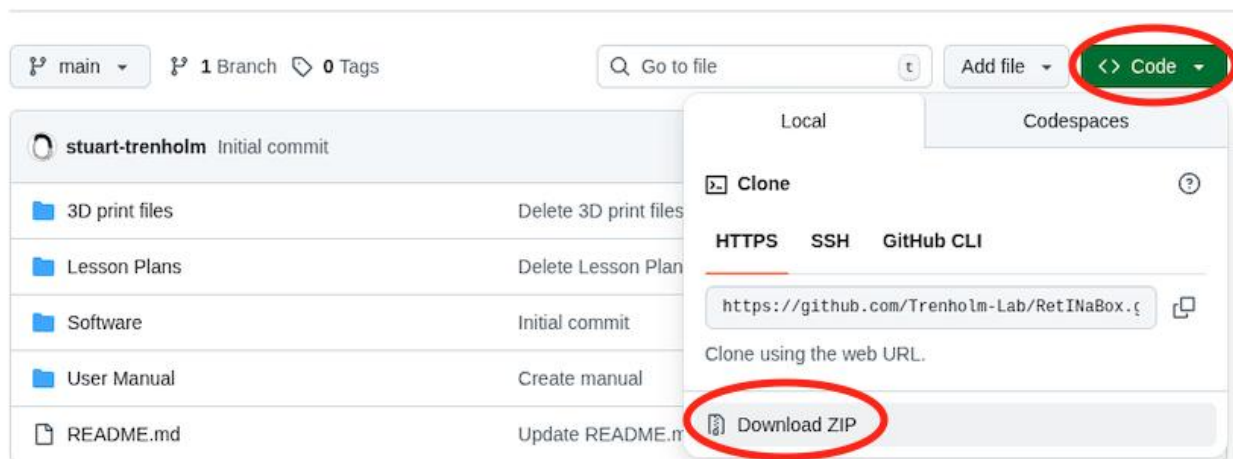 main 1 Branch 0 Tags Go to file t Add file <> Code
Local Codespaces
stuart-trenholm Initial commit
Clone ?
3D print files Delete 3D print files
HTTPS SSH GitHub CLI
Lesson Plans Delete Lesson Plan
https://github.com/Trenholm-Lab/RetINaBox.g
Software Initial commit
Clone using the web URL.
User Manual Create manual
Download ZIP
README.md Update README.m